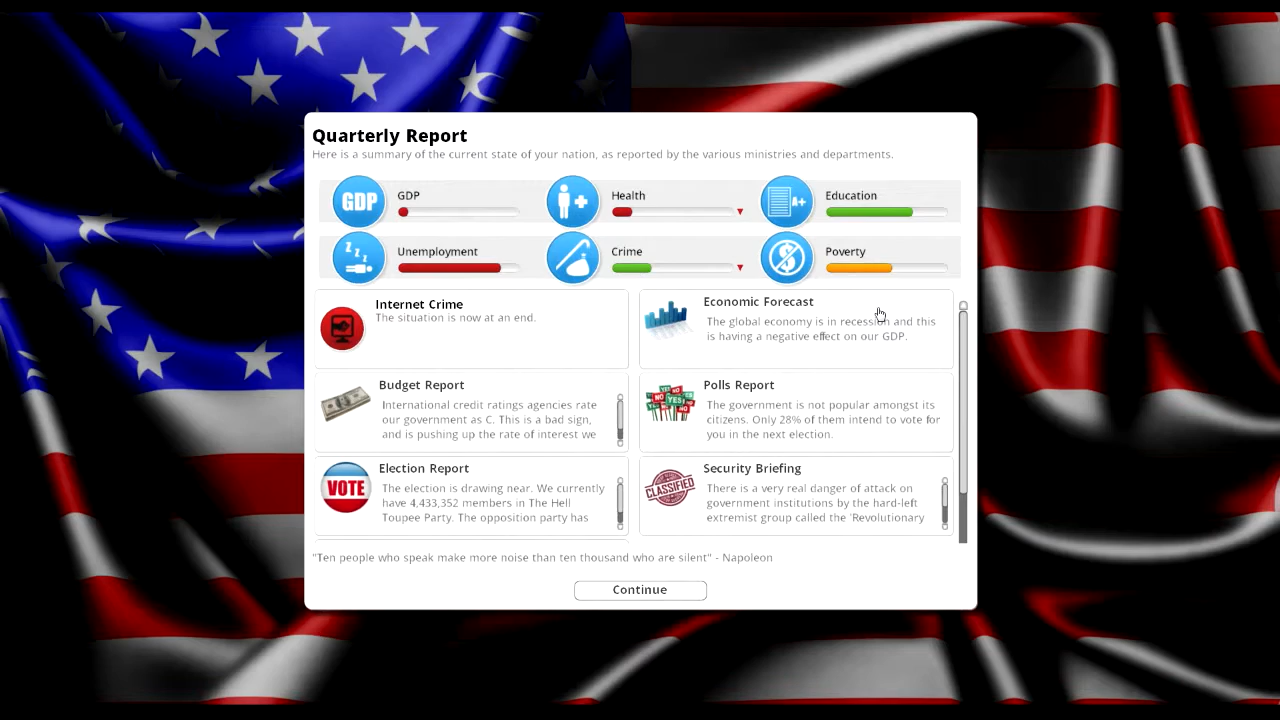 Quarterly Report
Here is a summary of the current state of your nation, as reported by the various ministries and departments.
GDP
GDP
Health
A+
Education
z z z
Unemployment
Crime
$
Poverty
Internet Crime
The situation is now at an end.
Economic Forecast
The global economy is in recession and this
is having a negative effect on our GDP.
Budget Report
International credit ratings agencies rate
our government as C. This is a bad sign,
and is pushing up the rate of interest we
YES NO YES NO
Polls Report
The government is not popular amongst its
citizens. Only 28% of them intend to vote for
you in the next election.
VOTE
Election Report
The election is drawing near. We currently
have 4,433,352 members in The Hell
Toupee Party. The opposition party has
CLASSIFIED
Security Briefing
There is a very real danger of attack on
government institutions by the hard-left
extremist group called the 'Revolutionary
"Ten people who speak make more noise than ten thousand who are silent" - Napoleon
Continue